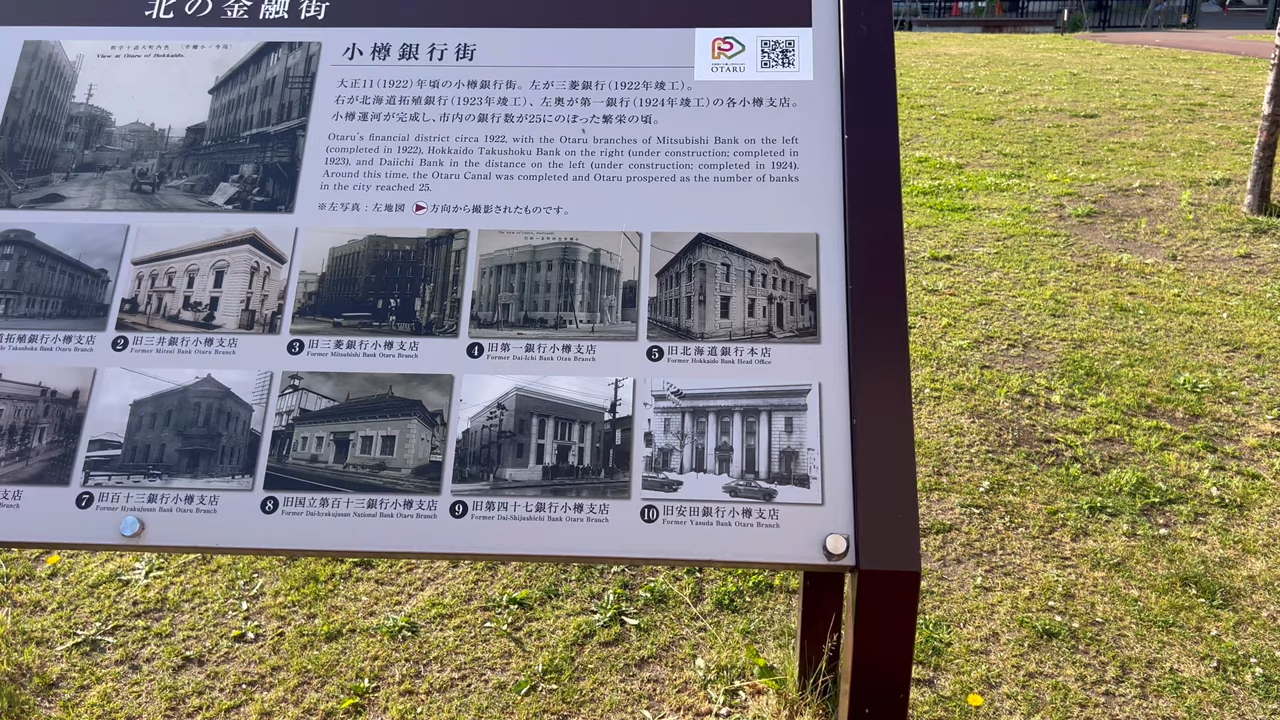 北の金融街
View at Otaru of Hokkaido.
小樽銀行街
OTARU
大正11(1922)年頃の小樽銀行街。左が三菱銀行(1922年竣工)。
右が北海道拓殖銀行(1923年竣工)、左奥が第一銀行(1924年竣工)の各小樽支店。
小樽運河が完成し、市内の銀行数が25にのぼった繁栄の頃。
Otaru's financial district circa 1922, with the Otaru branches of Mitsubishi Bank on the left
(completed in 1922), Hokkaido Takushoku Bank on the right (under construction; completed in
1923), and Daiichi Bank in the distance on the left (under construction; completed in 1924).
Around this time, the Otaru Canal was completed and Otaru prospered as the number of banks
in the city reached 25.
※左写真:左地図 ▶方向から撮影されたものです。
拓殖銀行小樽支店
Takushoku Bank Otaru Branch
2 旧三井銀行小樽支店
Former Mitsui Bank Otaru Branch
3 旧三菱銀行小樽支店
Former Mitsubishi Bank Otaru Branch
4 旧第一銀行小樽支店
Former Dai-Ichi Bank Otau Branch
5 旧北海道銀行本店
Former Hokkaido Bank Head Office
支店
Branch
7 旧百十三銀行小樽支店
Former Hyakujusan Bank Otaru Branch
8 旧国立第百十三銀行小樽支店
Former Dai-hyakujusan National Bank Otaru Branch
9 旧第四十七銀行小樽支店
Former Dai-Shijushichi Bank Otaru Branch
10 旧安田銀行小樽支店
Former Yasuda Bank Otaru Branch